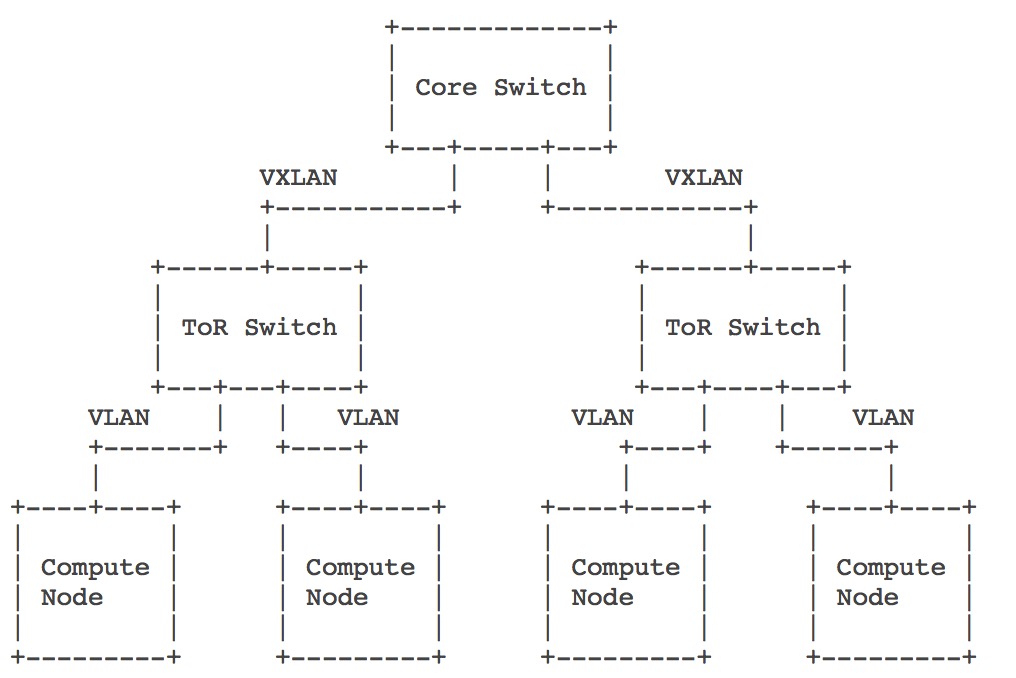 Core Switch
VXLAN VXLAN
ToR Switch ToR Switch
VLAN VLAN VLAN VLAN
Compute Compute Compute Compute
Node Node Node Node